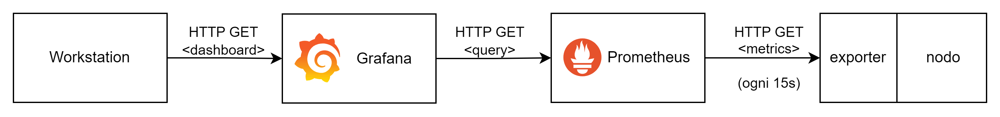 Workstation
HTTP GET
<dashboard>
Grafana
HTTP GET
<query>
Prometheus
HTTP GET
<metrics>
(ogni 15s)
exporter
nodo